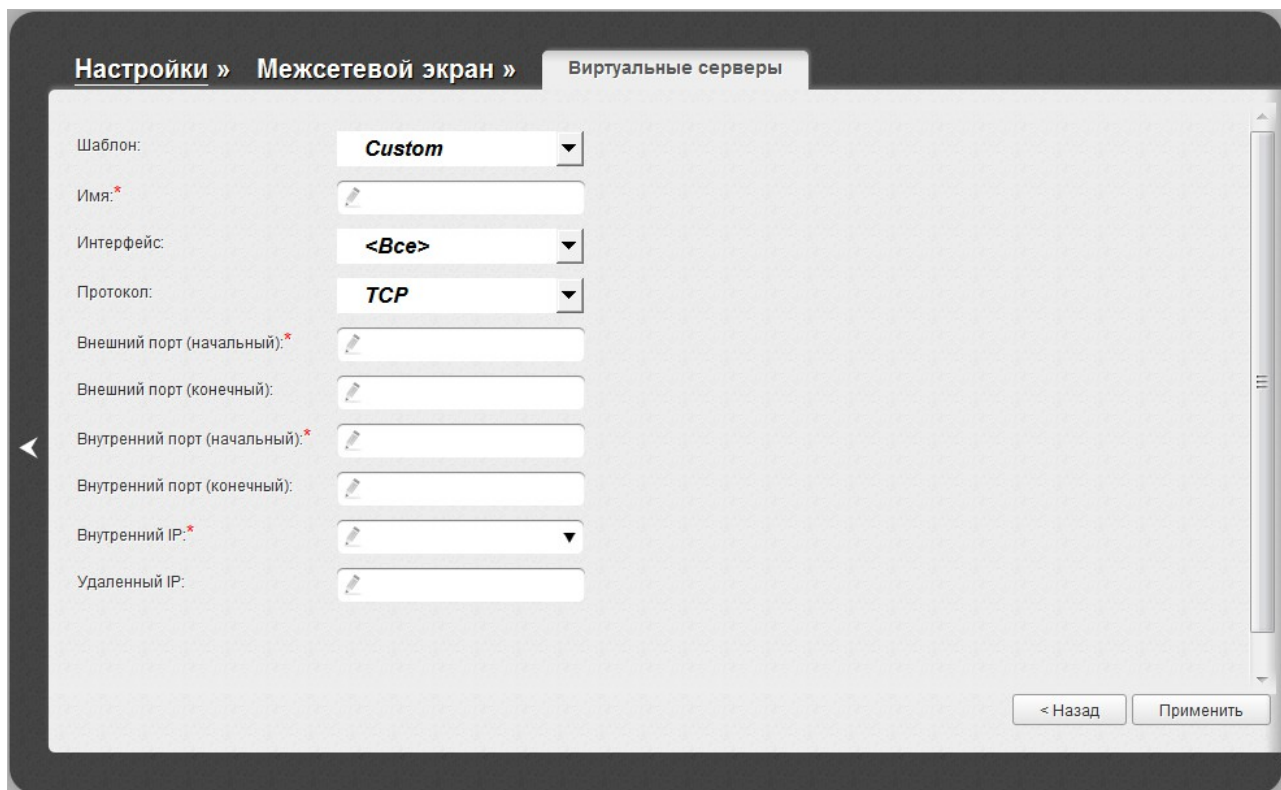 Настройки » Межсетевой экран » Виртуальные серверы
Шаблон: Custom
Имя:*
Интерфейс: <Все>
Протокол: TCP
Внешний порт (начальный):*
Внешний порт (конечный):
Внутренний порт (начальный):*
Внутренний порт (конечный):
Внутренний IP:*
Удаленный IP:
< Назад Применить